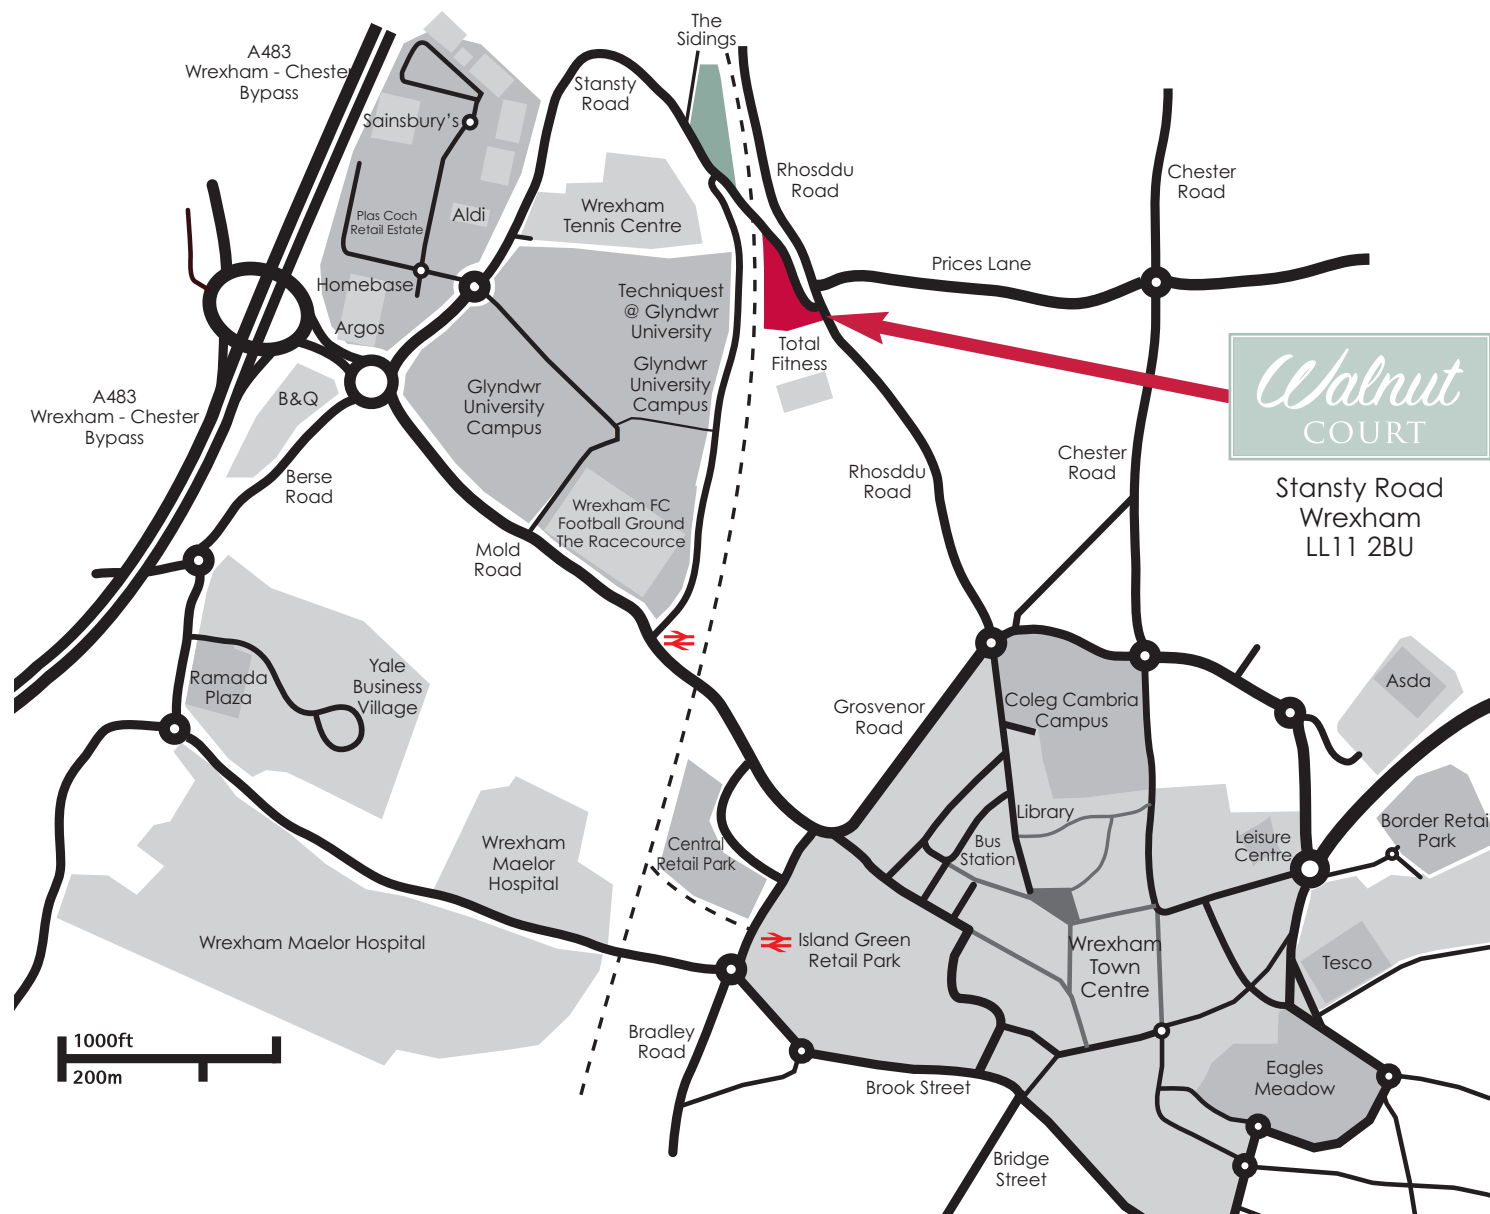 The
Sidings
A483
Wrexham - Chester
Bypass
Stansty
Road
Sainsbury's
Rhosddu
Road
Chester
Road
Plas Coch
Retail Estate
Aldi
Wrexham
Tennis Centre
Prices Lane
Homebase
Techniquest
@ Glyndwr
University
Argos
Total
Fitness
Glyndwr
University
Campus
Walnut
COURT
A483
Wrexham - Chester
Bypass
B&Q
Glyndwr
University
Campus
Chester
Road
Berse
Road
Rhosddu
Road
Stansty Road
Wrexham
LL11 2BU
Wrexham FC
Football Ground
The Racecource
Mold
Road
Yale
Business
Village
Ramada
Plaza
Asda
Grosvenor
Road
Coleg Cambria
Campus
Library
Bus
Station
Leisure
Centre
Border Retai
Park
Wrexham
Maelor
Hospital
Central
Retail Park
Wrexham Maelor Hospital
Island Green
Retail Park
Wrexham
Town
Centre
Tesco
1000ft
200m
Bradley
Road
Brook Street
Eagles
Meadow
Bridge
Street